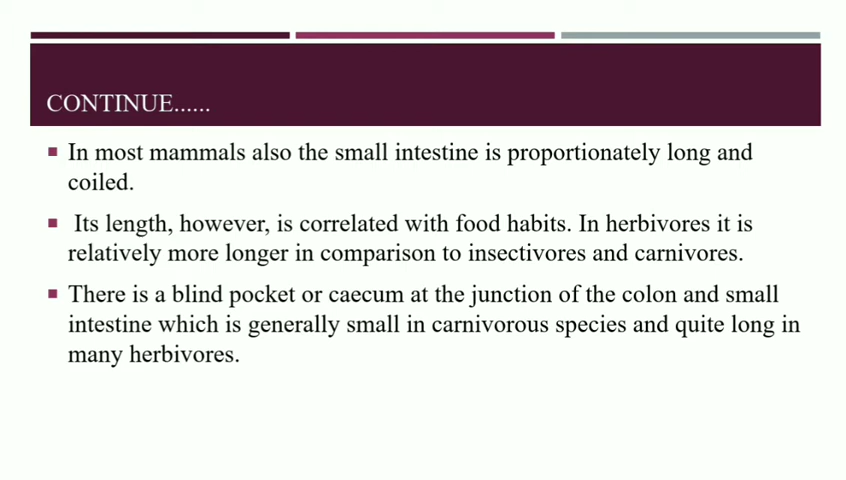 CONTINUE......
In most mammals also the small intestine is proportionately long and
coiled.
Its length, however, is correlated with food habits. In herbivores it is
relatively more longer in comparison to insectivores and carnivores.
There is a blind pocket or caecum at the junction of the colon and small
intestine which is generally small in carnivorous species and quite long in
many herbivores.